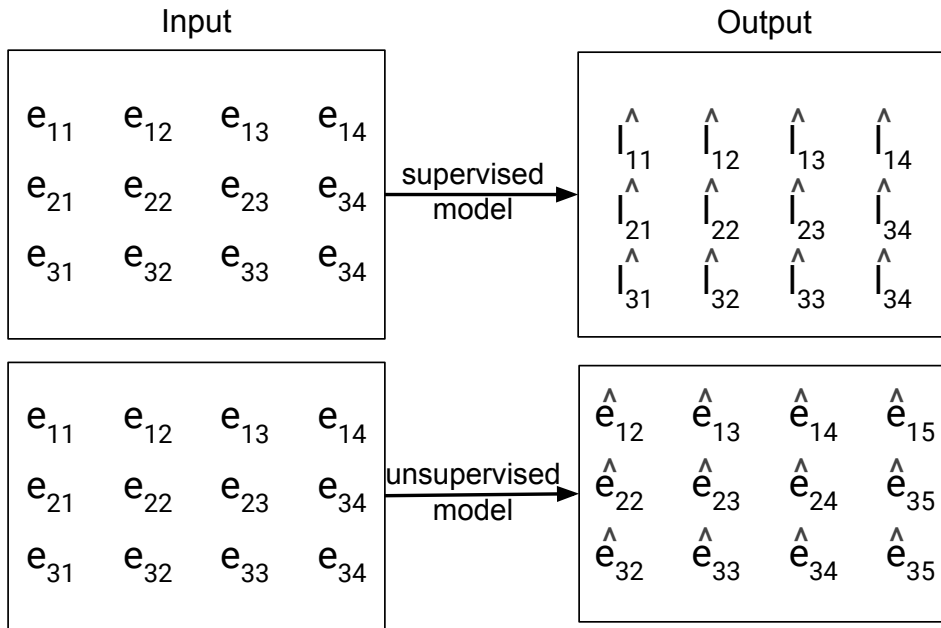 Input Output
e₁₁ e₁₂ e₁₃ e₁₄
e₂₁ e₂₂ e₂₃ e₃₄
e₃₁ e₃₂ e₃₃ e₃₄
supervised
model
l̂₁₁ l̂₁₂ l̂₁₃ l̂₁₄
l̂₂₁ l̂₂₂ l̂₂₃ l̂₃₄
l̂₃₁ l̂₃₂ l̂₃₃ l̂₃₄
e₁₁ e₁₂ e₁₃ e₁₄
e₂₁ e₂₂ e₂₃ e₃₄
e₃₁ e₃₂ e₃₃ e₃₄
unsupervised
model
ê₁₂ ê₁₃ ê₁₄ ê₁₅
ê₂₂ ê₂₃ ê₂₄ ê₃₅
ê₃₂ ê₃₃ ê₃₄ ê₃₅